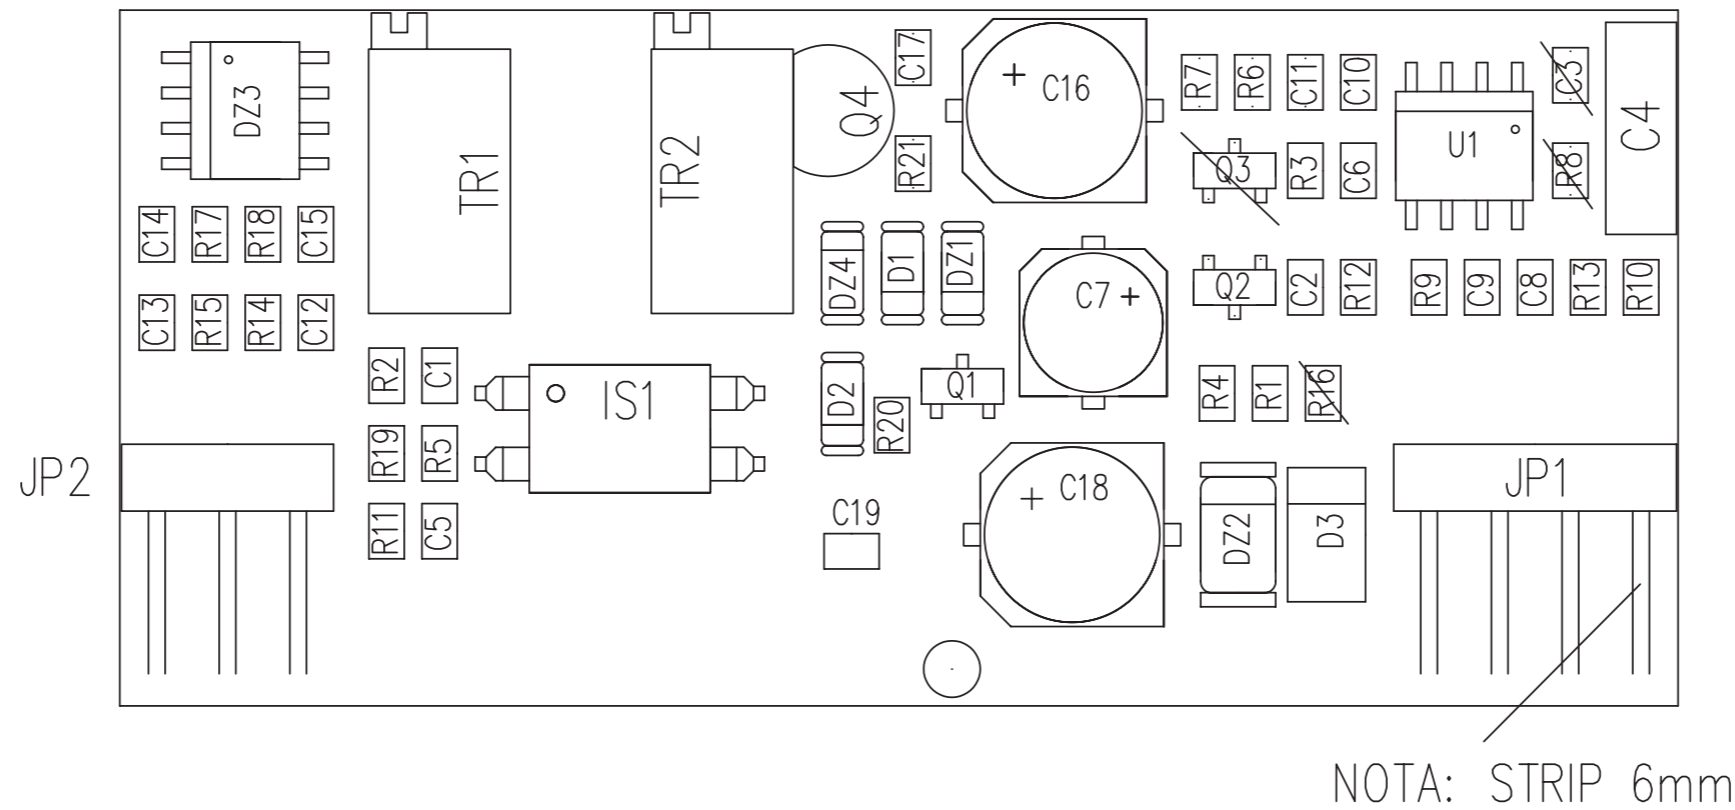 C17
C16
R7
R6
C11
C10
C3
DZ3
Q4
TR1
TR2
R21
Q3
R3
C6
U1
R8
C4
C14
R17
R18
C15
DZ4
D1
DZ1
C7
Q2
C2
R12
R9
C9
C8
R13
R10
C13
R15
R14
C12
R2
C1
IS1
D2
R20
Q1
R4
R1
R16
JP2
R19
R5
C18
JP1
R11
C5
C19
DZ2
D3
NOTA: STRIP 6mm